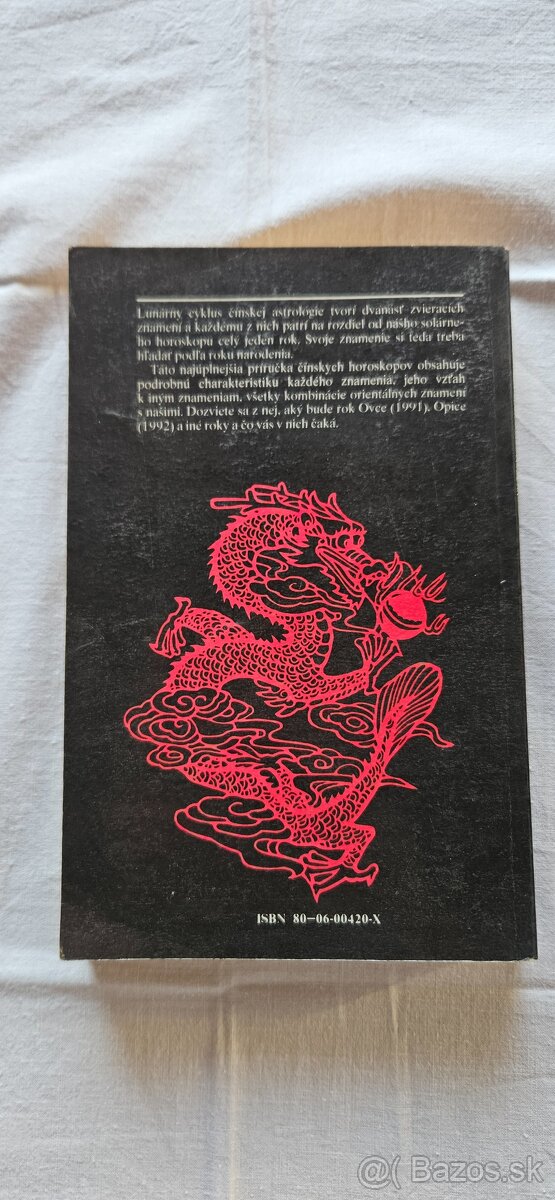 Lunárny cyklus čínskej astrológie tvorí dvanásť zvieracích
znamení a každému z nich patrí na rozdiel od nášho solárne-
ho horoskopu celý jeden rok. Svoje znamenie si teda treba
hľadať podľa roku narodenia.
Táto najúplnejšia príručka čínskych horoskopov obsahuje
podrobnú charakteristiku každého znamenia, jeho vzťah
k iným znameniam, všetky kombinácie orientálnych znamení
s našimi. Dozviete sa z nej, aký bude rok Ovce (1991), Opice
(1992) a iné roky a čo vás v nich čaká.
ISBN 80—06-00420-X
@( Bazos.sk